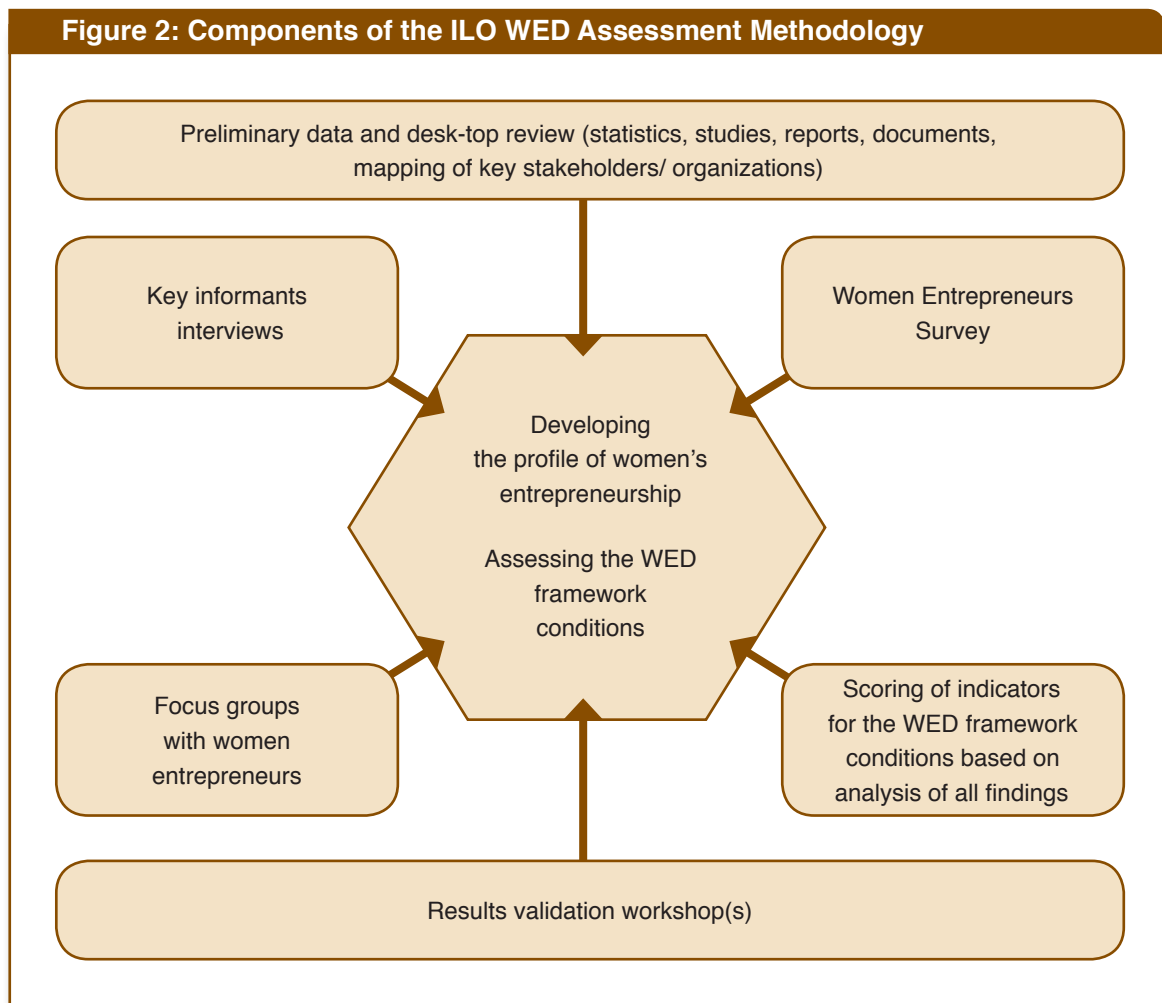 Figure 2: Components of the ILO WED Assessment Methodology
Preliminary data and desk-top review (statistics, studies, reports, documents,
mapping of key stakeholders/ organizations)
Key informants
interviews
Women Entrepreneurs
Survey
Developing
the profile of women's
entrepreneurship
Assessing the WED
framework
conditions
Focus groups
with women
entrepreneurs
Scoring of indicators
for the WED framework
conditions based on
analysis of all findings
Results validation workshop(s)